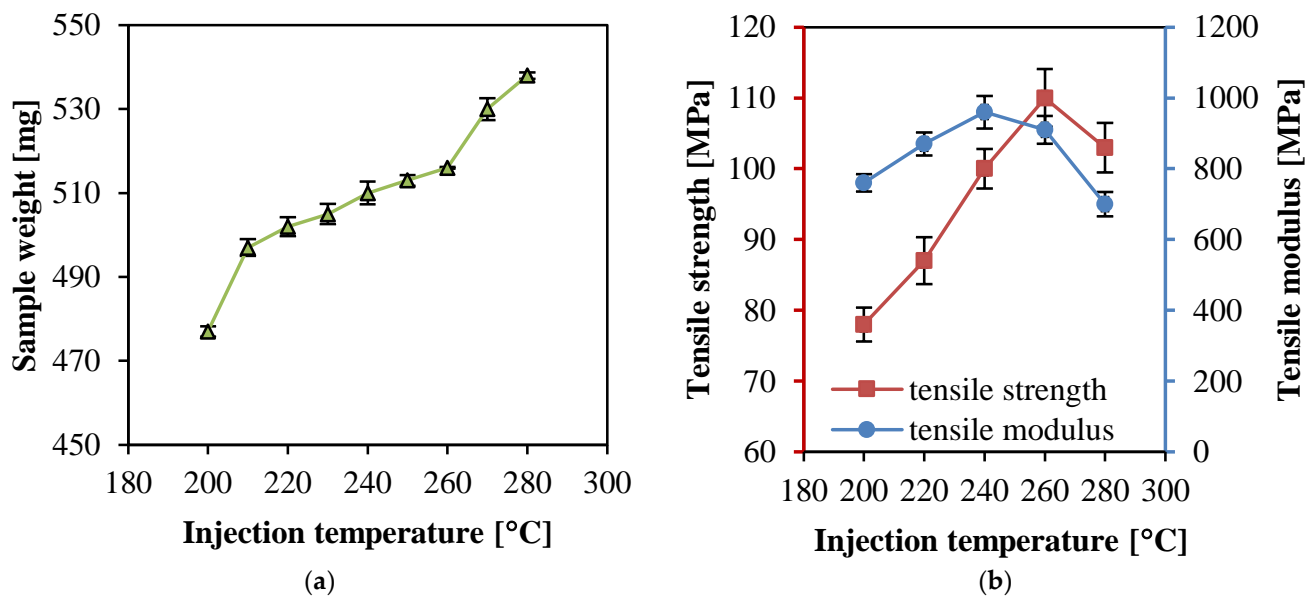 550
530
510
490
470
450
Sample weight [mg]
180 200 220 240 260 280 300
Injection temperature [°C]
(a)
120
110
100
90
80
70
60
Tensile strength [MPa]
1200
1000
800
600
400
200
0
Tensile modulus [MPa]
tensile strength
tensile modulus
180 200 220 240 260 280 300
Injection temperature [°C]
(b)